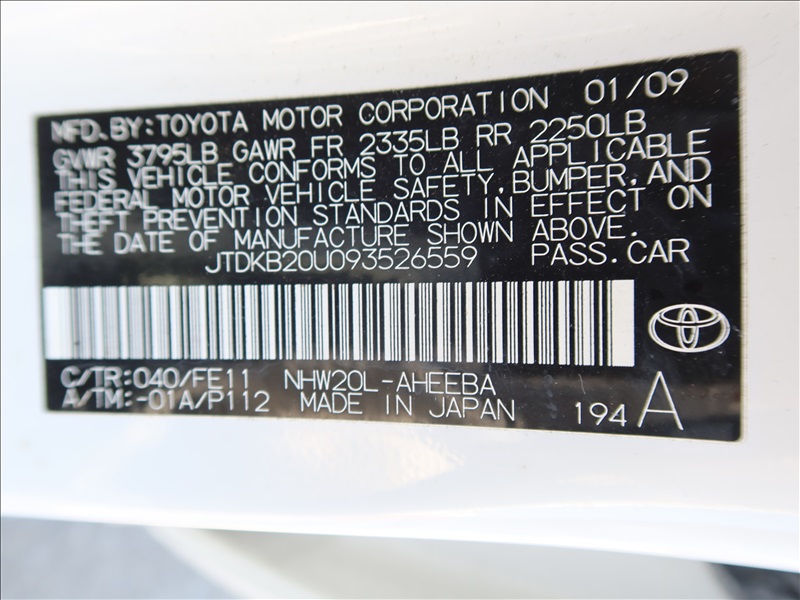 MFD. BY: TOYOTA MOTOR CORPORATION 01/09
GVWR 3795LB GAWR FR 2335LB RR 2250LB
THIS VEHICLE CONFORMS TO ALL APPLICABLE
FEDERAL MOTOR VEHICLE SAFETY, BUMPER, AND
THEFT PREVENTION STANDARDS IN EFFECT ON
THE DATE OF MANUFACTURE SHOWN ABOVE.
JTDKB20U093526559 PASS. CAR
C/TR: 040/FE11 NHW20L-AHEEBA
A/TM: -01A/P112 MADE IN JAPAN 194 A